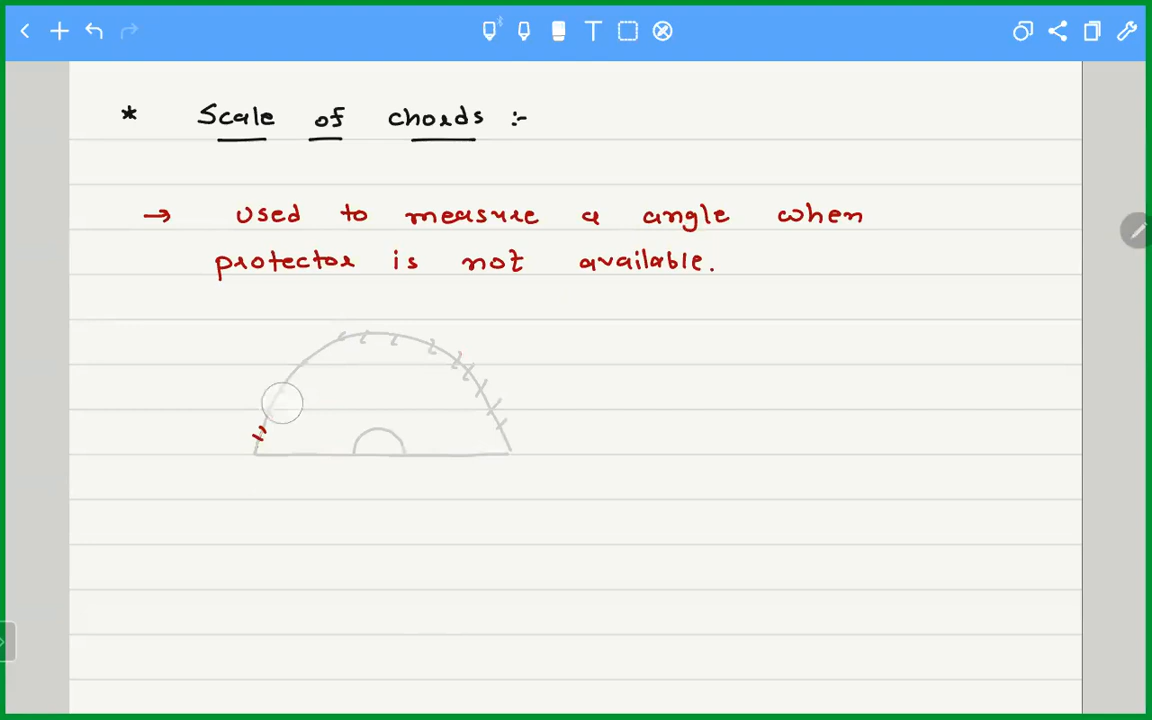 * Scale of chords :-
→ used to measure a angle when
protector is not available.